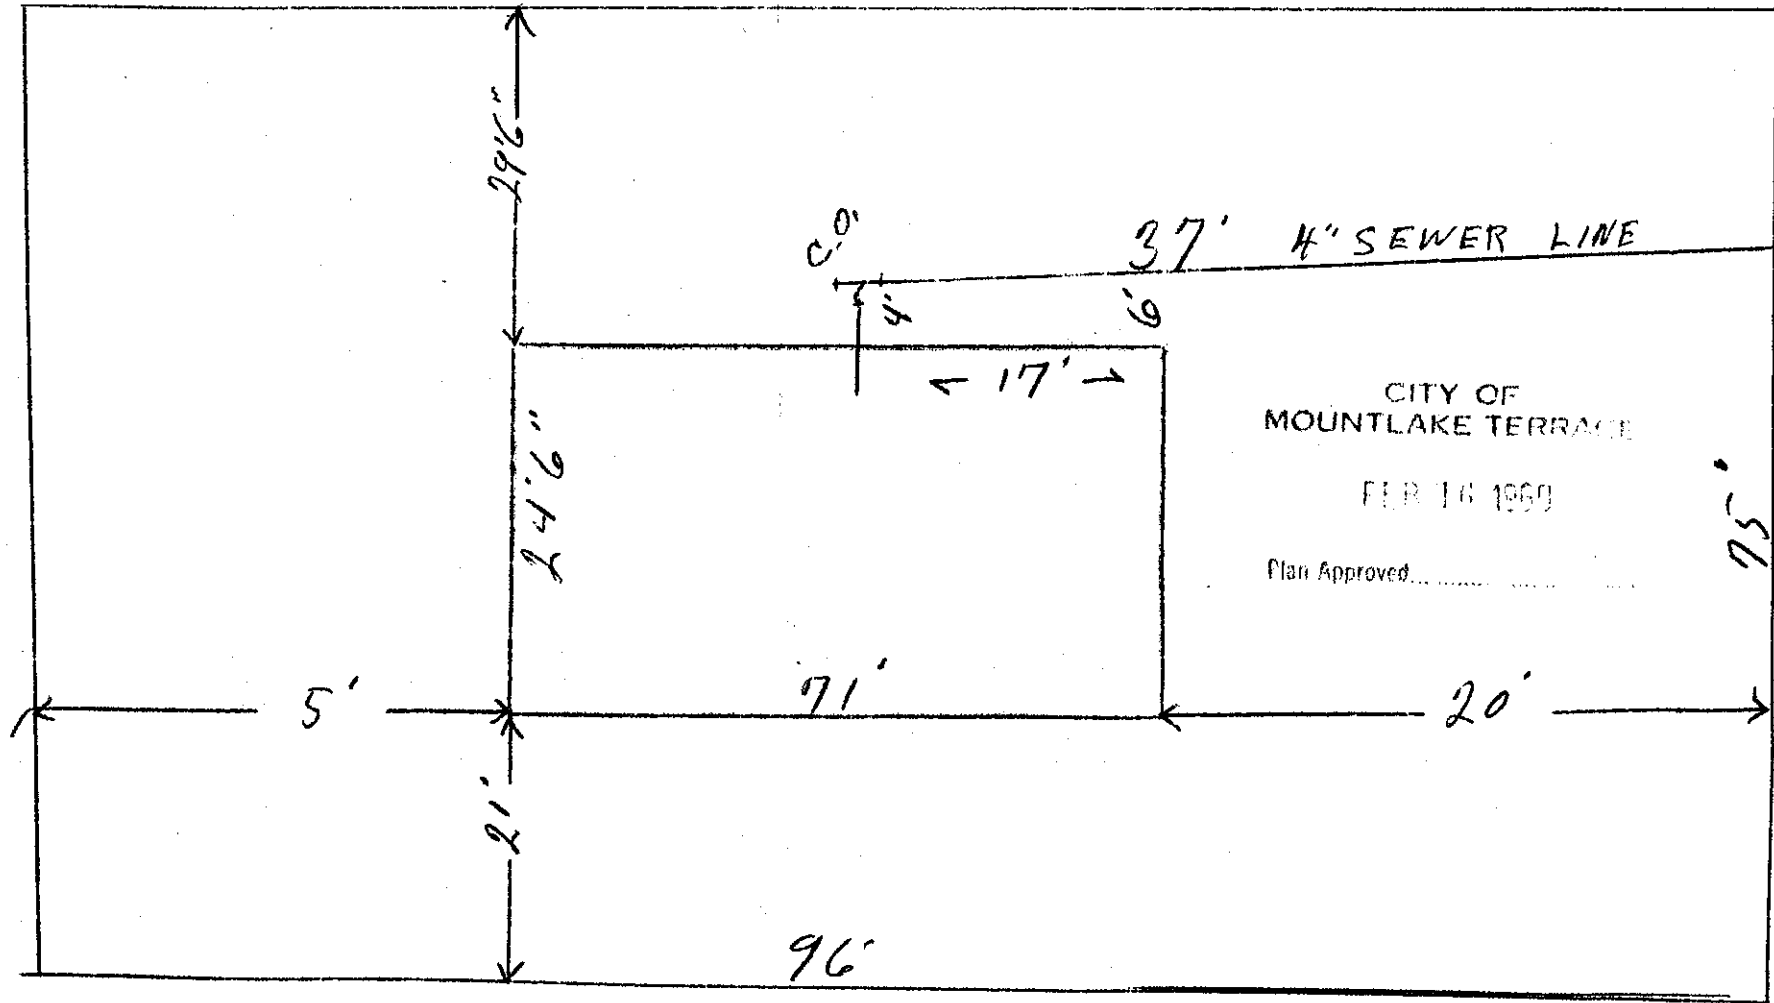 29'6"
C.O.
37' 4" SEWER LINE
4'
6'
← 17' →
24'6"
CITY OF
MOUNTLAKE TERRACE
FEB 16
Plan Approved
75'
5'
71'
20'
21'
96'